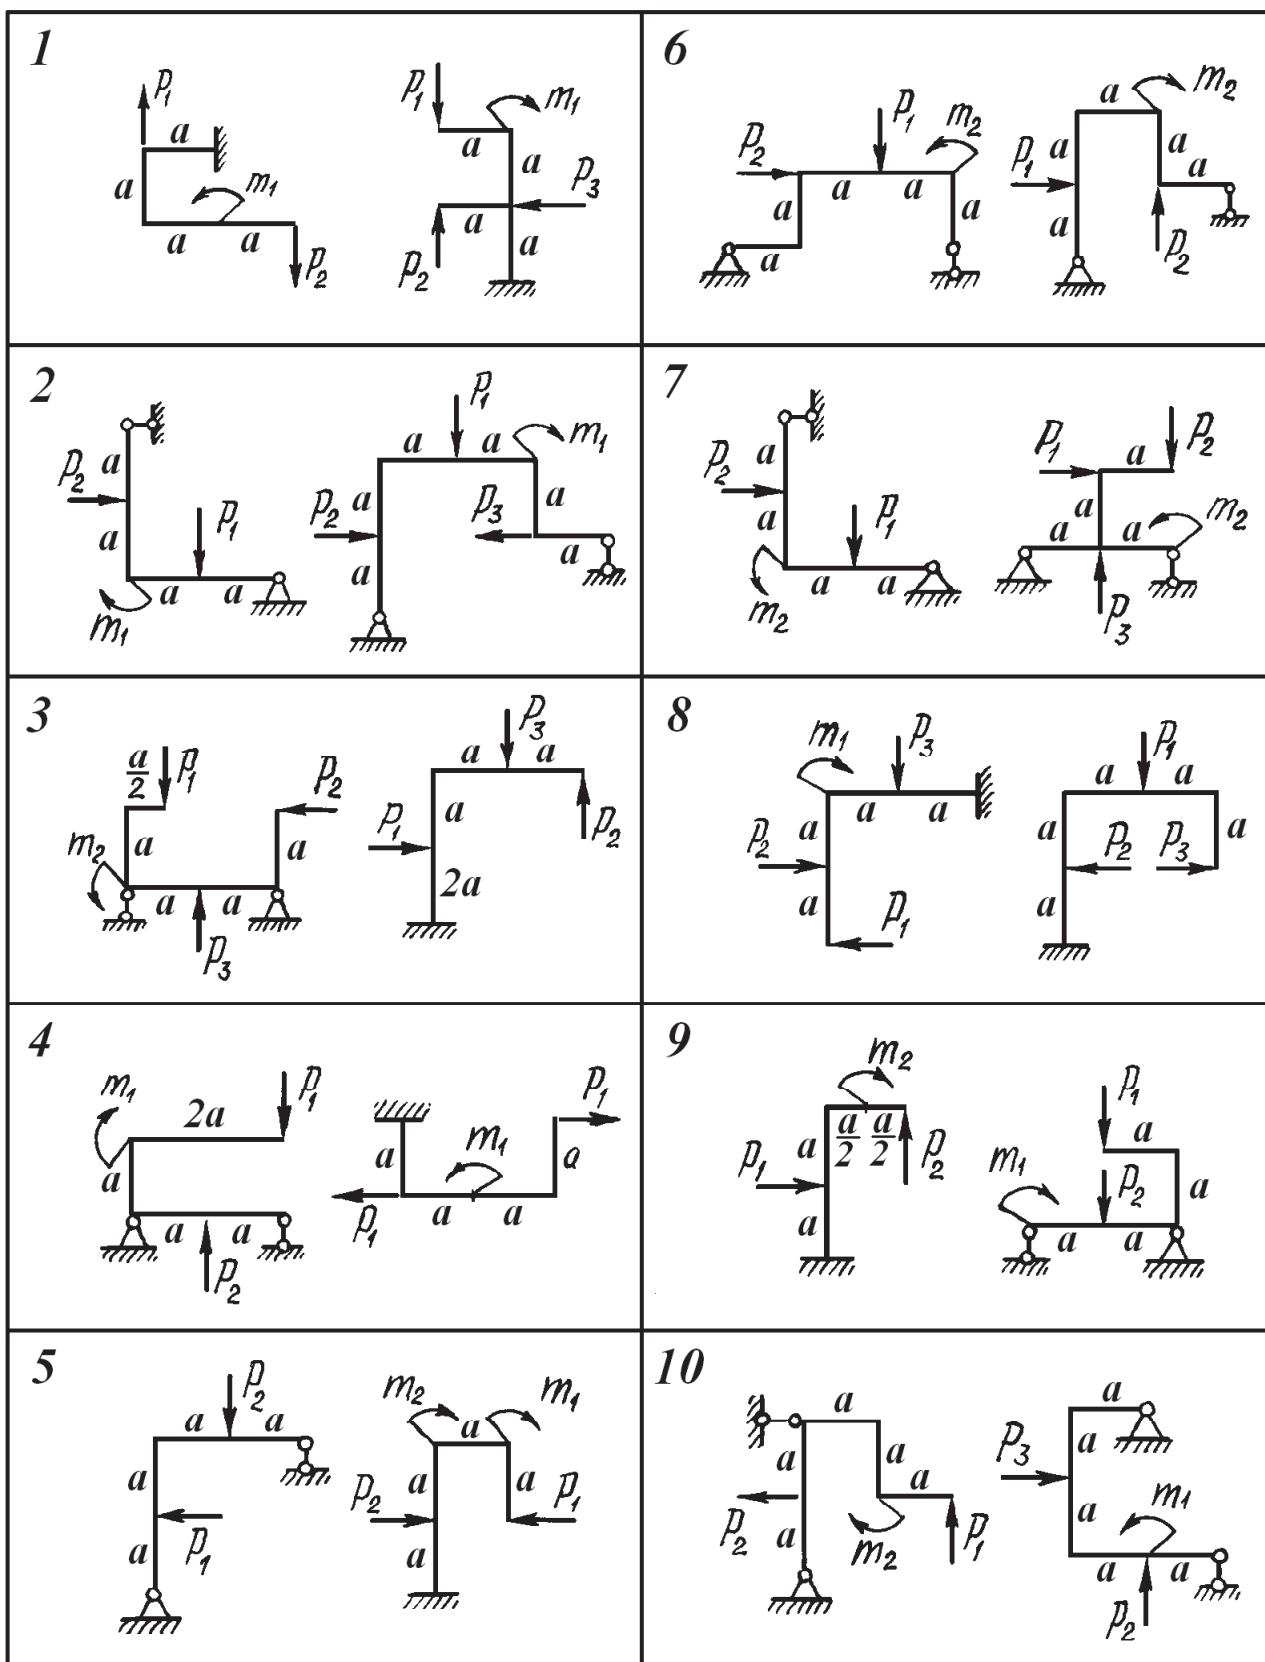 1
P₁ a m₁ a a a P₂
P₁ m₁ a a P₃ a a P₂
6
P₂ P₁ m₂ a a a a a
a m₂ a a P₁ a a P₂
2
a P₂ P₁ a a a m₁
P₁ a a m₁ a P₂ P₃ a a a
7
a P₂ P₁ a a a m₂
P₁ a P₂ a a a m₂ P₃
3
a/2 P₁ P₂ m₂ a a a a P₃
P₃ a a a P₁ P₂ 2a
8
m₁ P₃ a a a P₂ a P₁
P₁ a a a P₂ P₃ a a
4
m₁ 2a P₁ a a a P₂
P₁ a m₁ a P₁ a a
9
m₂ a a/2 a/2 P₁ P₂ a
P₁ a m₁ P₂ a a a
5
P₂ a a a P₁ a
m₂ a m₁ a a P₂ P₁ a
10
a a a a P₂ a m₂ P₁
a P₃ a m₁ a a a P₂